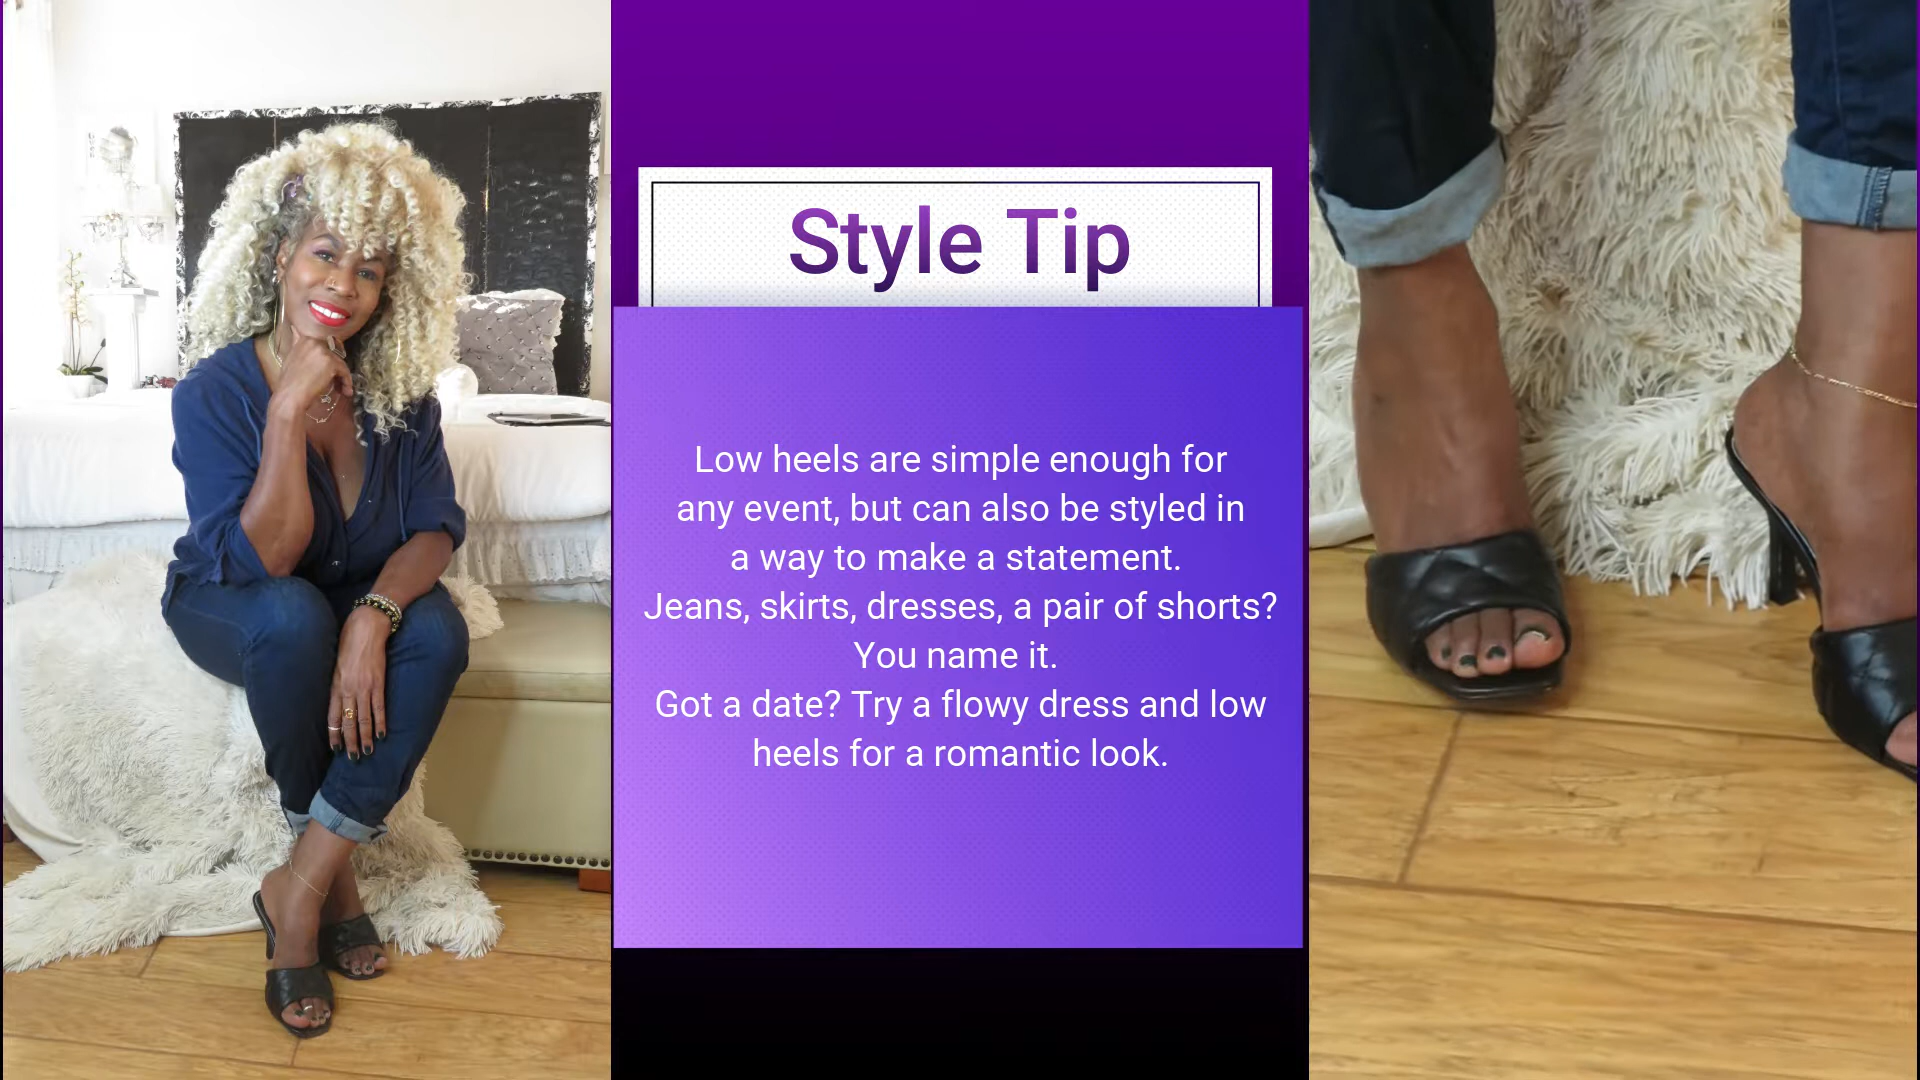 Style Tip
Low heels are simple enough for
any event, but can also be styled in
a way to make a statement.
Jeans, skirts, dresses, a pair of shorts?
You name it.
Got a date? Try a flowy dress and low
heels for a romantic look.